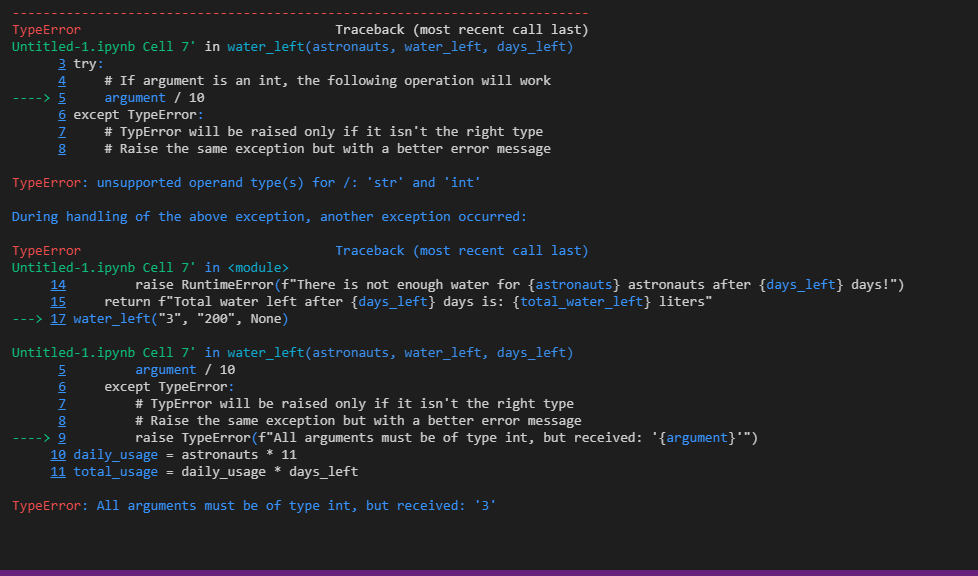 ---------------------------------------------------------------------------
TypeError                                 Traceback (most recent call last)
Untitled-1.ipynb Cell 7' in water_left(astronauts, water_left, days_left)
      3 try:
      4     # If argument is an int, the following operation will work
----> 5     argument / 10
      6 except TypeError:
      7     # TypError will be raised only if it isn't the right type
      8     # Raise the same exception but with a better error message

TypeError: unsupported operand type(s) for /: 'str' and 'int'

During handling of the above exception, another exception occurred:

TypeError                                 Traceback (most recent call last)
Untitled-1.ipynb Cell 7' in <module>
     14         raise RuntimeError(f"There is not enough water for {astronauts} astronauts after {days_left} days!")
     15     return f"Total water left after {days_left} days is: {total_water_left} liters"
---> 17 water_left("3", "200", None)

Untitled-1.ipynb Cell 7' in water_left(astronauts, water_left, days_left)
      5         argument / 10
      6     except TypeError:
      7         # TypError will be raised only if it isn't the right type
      8         # Raise the same exception but with a better error message
----> 9         raise TypeError(f"All arguments must be of type int, but received: '{argument}'")
     10 daily_usage = astronauts * 11
     11 total_usage = daily_usage * days_left

TypeError: All arguments must be of type int, but received: '3'